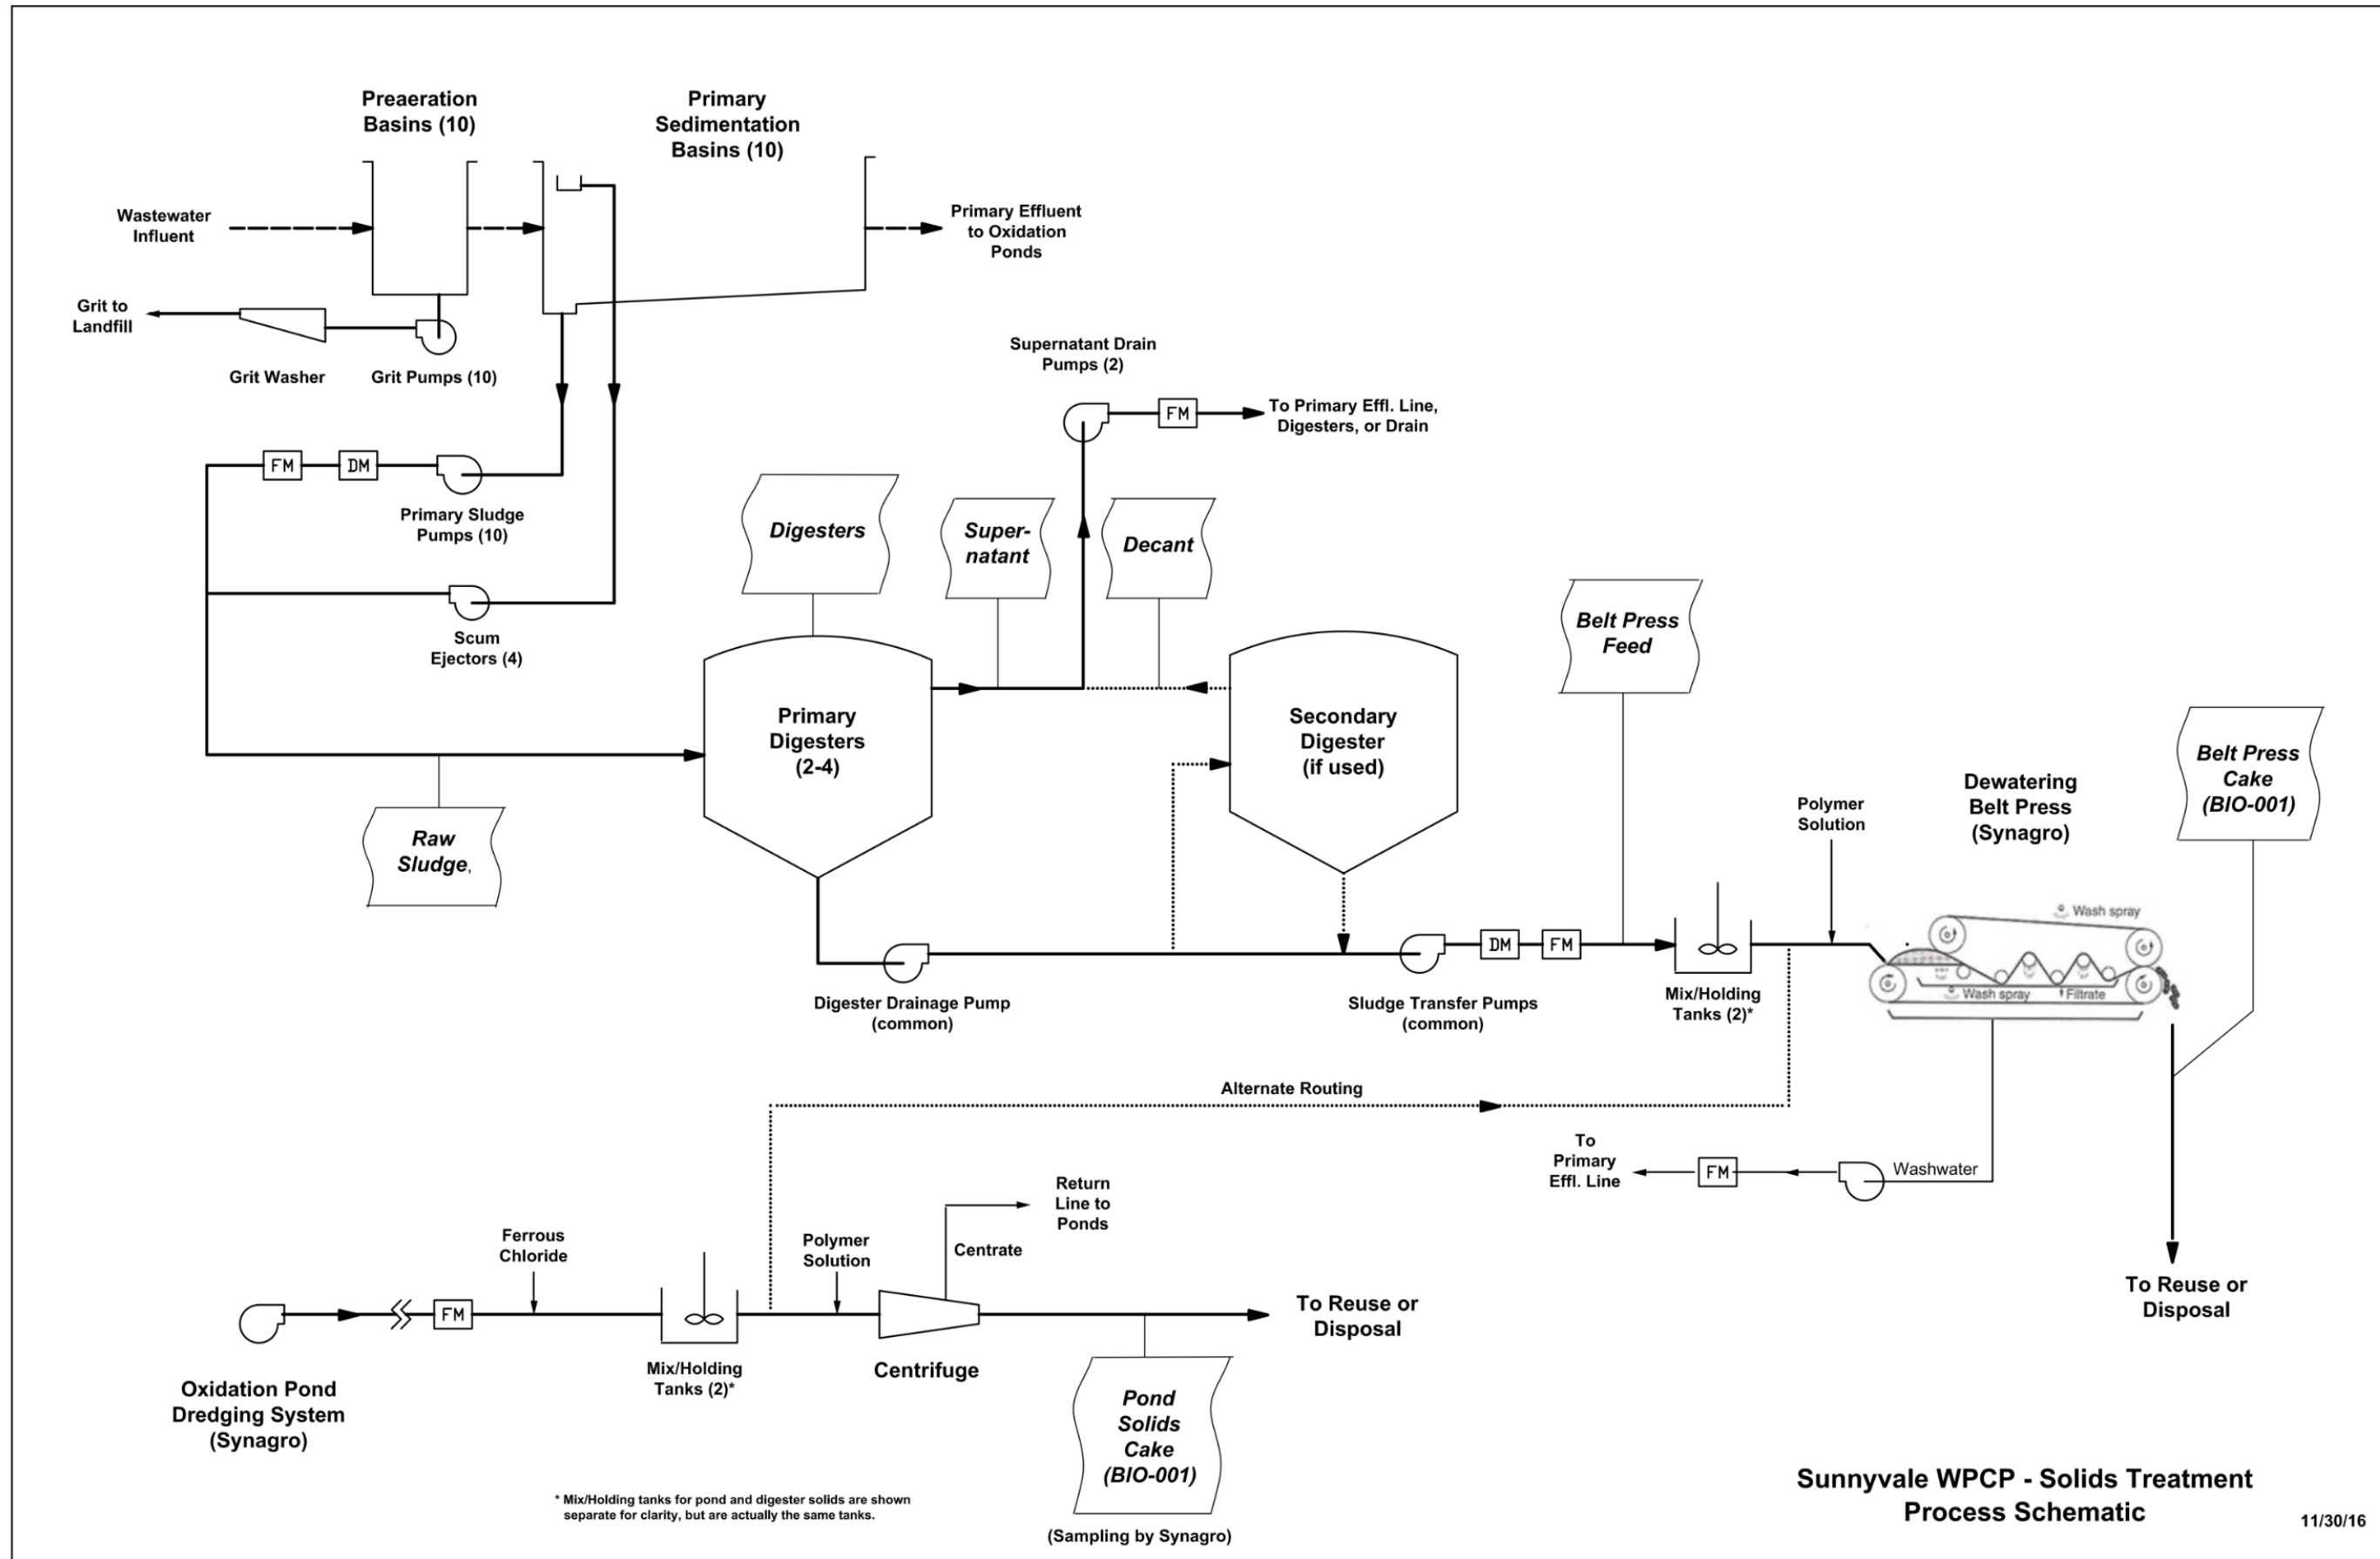 Preaeration
Basins (10)
Primary
Sedimentation
Basins (10)
Wastewater
Influent
Primary Effluent
to Oxidation
Ponds
Grit to
Landfill
Grit Washer
Grit Pumps (10)
Supernatant Drain
Pumps (2)
FM
To Primary Effl. Line,
Digesters, or Drain
FM
DM
Primary Sludge
Pumps (10)
Digesters
Super-
natant
Decant
Scum
Ejectors (4)
Belt Press
Feed
Primary
Digesters
(2-4)
Secondary
Digester
(if used)
Belt Press
Cake
(BIO-001)
Raw
Sludge,
Polymer
Solution
Dewatering
Belt Press
(Synagro)
Wash spray
DM
FM
Wash spray
Filtrate
Digester Drainage Pump
(common)
Sludge Transfer Pumps
(common)
Mix/Holding
Tanks (2)*
Alternate Routing
To
Primary
Effl. Line
FM
Washwater
Return
Line to
Ponds
Ferrous
Chloride
Polymer
Solution
Centrate
FM
To Reuse or
Disposal
To Reuse or
Disposal
Oxidation Pond
Dredging System
(Synagro)
Mix/Holding
Tanks (2)*
Centrifuge
Pond
Solids
Cake
(BIO-001)
(Sampling by Synagro)
* Mix/Holding tanks for pond and digester solids are shown
separate for clarity, but are actually the same tanks.
Sunnyvale WPCP - Solids Treatment
Process Schematic
11/30/16